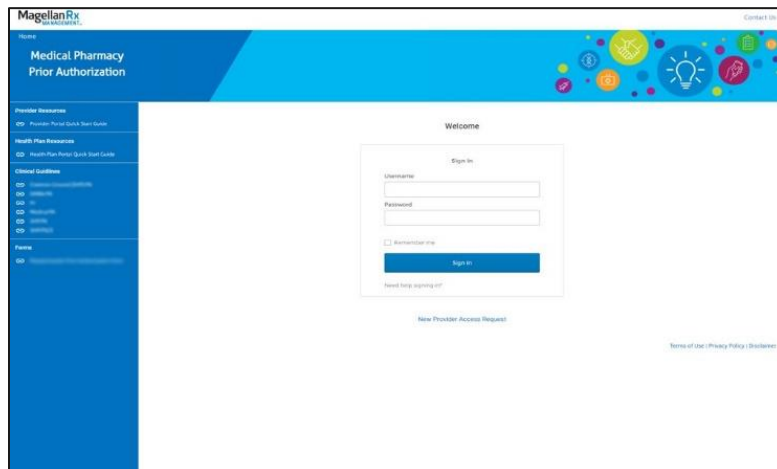 MagellanRx
MANAGEMENT
Contact Us
Home
Medical Pharmacy
Prior Authorization
Provider Resources
Provider Portal Quick Start Guide
Health Plan Resources
Health Plan Portal Quick Start Guide
Clinical Guidlines
Forms
Welcome
Sign In
Username
Password
Remember me
Sign In
Need help signing in?
New Provider Access Request
Terms of Use | Privacy Policy | Disclaimer